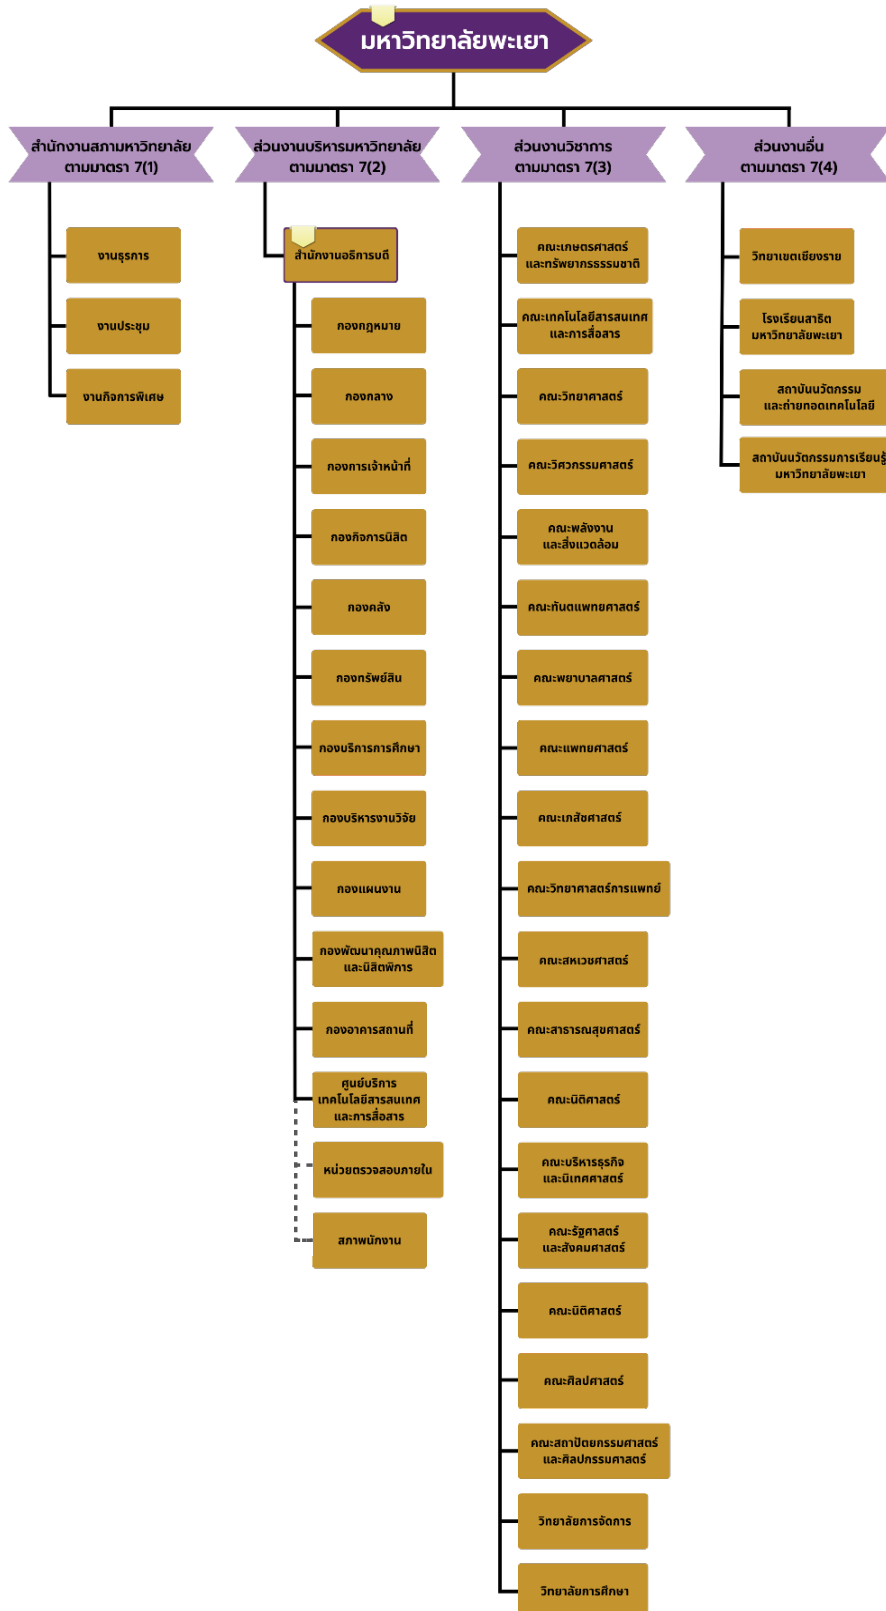 มหาวิทยาลัยพะเยา
สำนักงานสภามหาวิทยาลัย
ตามมาตรา 7(1)
งานธุรการ
งานประชุม
งานกิจการพิเศษ
ส่วนงานบริหารมหาวิทยาลัย
ตามมาตรา 7(2)
สำนักงานอธิการบดี
กองกฎหมาย
กองกลาง
กองการเจ้าหน้าที่
กองกิจการนิสิต
กองคลัง
กองทรัพย์สิน
กองบริการการศึกษา
กองบริหารงานวิจัย
กองแผนงาน
กองพัฒนาคุณภาพนิสิต
และนิสิตพิการ
กองอาคารสถานที่
ศูนย์บริการ
เทคโนโลยีสารสนเทศ
และการสื่อสาร
หน่วยตรวจสอบภายใน
สภาพนักงาน
ส่วนงานวิชาการ
ตามมาตรา 7(3)
คณะเกษตรศาสตร์
และทรัพยากรธรรมชาติ
คณะเทคโนโลยีสารสนเทศ
และการสื่อสาร
คณะวิทยาศาสตร์
คณะวิศวกรรมศาสตร์
คณะพลังงาน
และสิ่งแวดล้อม
คณะทันตแพทยศาสตร์
คณะพยาบาลศาสตร์
คณะแพทยศาสตร์
คณะเภสัชศาสตร์
คณะวิทยาศาสตร์การแพทย์
คณะสหเวชศาสตร์
คณะสาธารณสุขศาสตร์
คณะนิติศาสตร์
คณะบริหารธุรกิจ
และนิเทศศาสตร์
คณะรัฐศาสตร์
และสังคมศาสตร์
คณะนิติศาสตร์
คณะศิลปศาสตร์
คณะสถาปัตยกรรมศาสตร์
และศิลปกรรมศาสตร์
วิทยาลัยการจัดการ
วิทยาลัยการศึกษา
ส่วนงานอื่น
ตามมาตรา 7(4)
วิทยาเขตเชียงราย
โรงเรียนสาธิต
มหาวิทยาลัยพะเยา
สถาบันนวัตกรรม
และถ่ายทอดเทคโนโลยี
สถาบันนวัตกรรมการเรียนรู้
มหาวิทยาลัยพะเยา